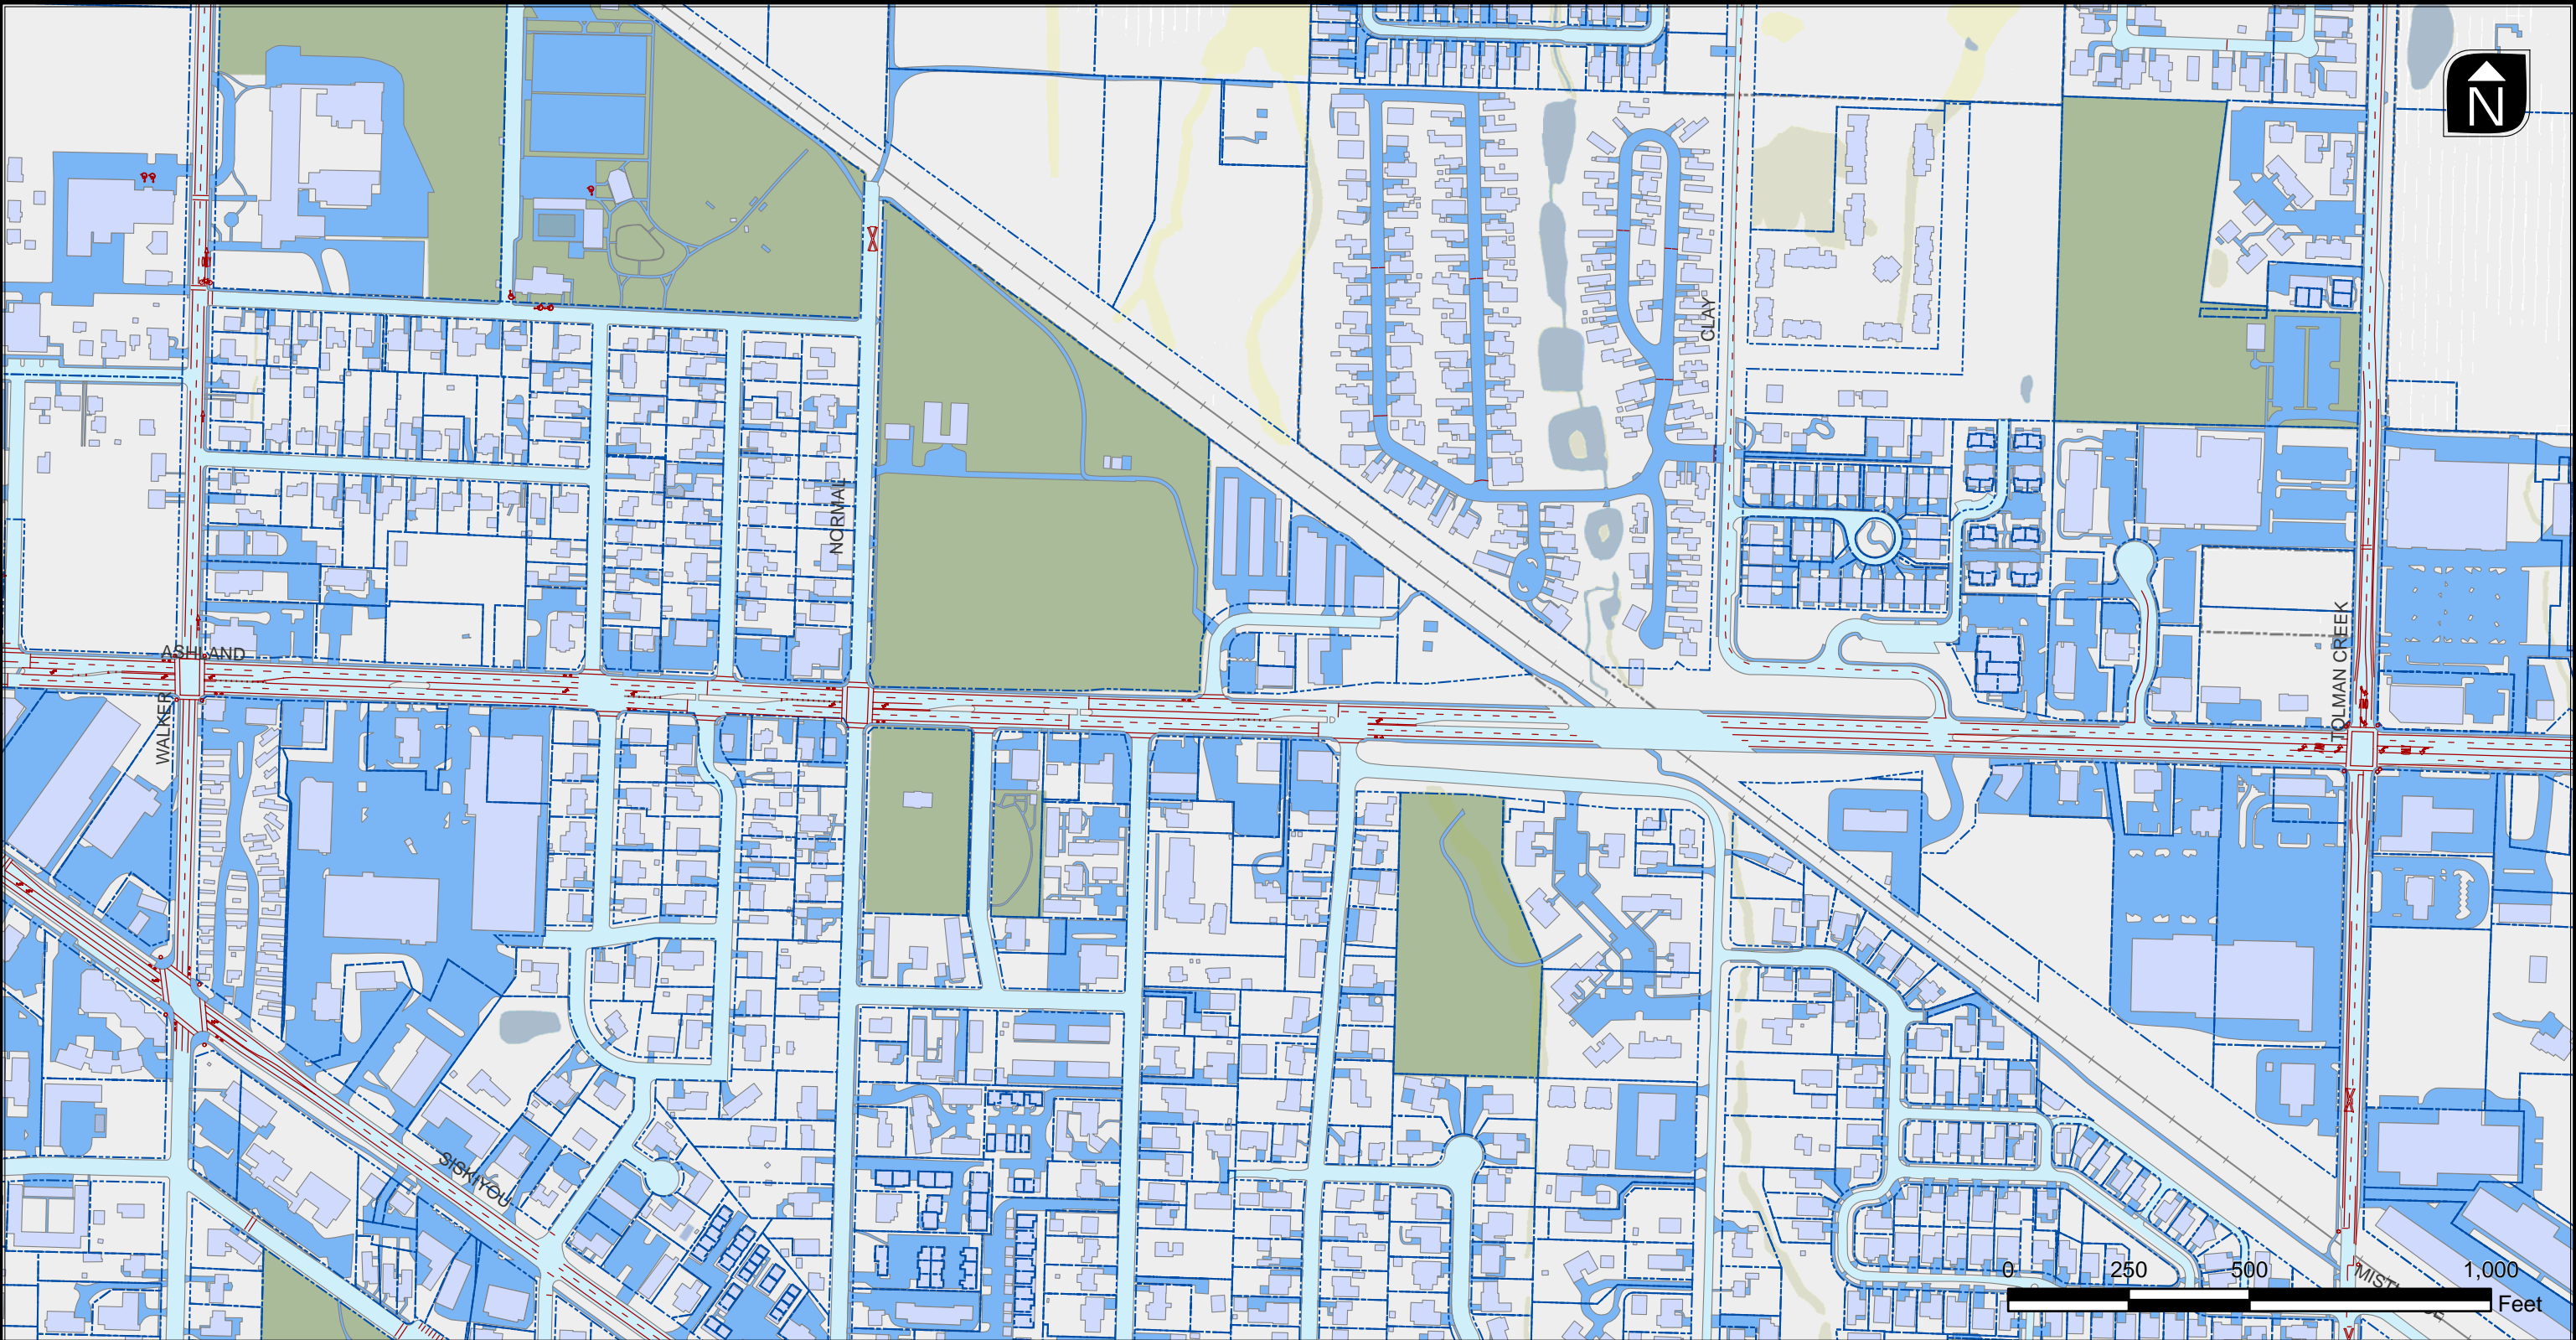 N
CLAY
NORMAL
ASHLAND
WALKER
TOLMAN CREEK
SISKIYOU
0 250 500 1,000
Feet